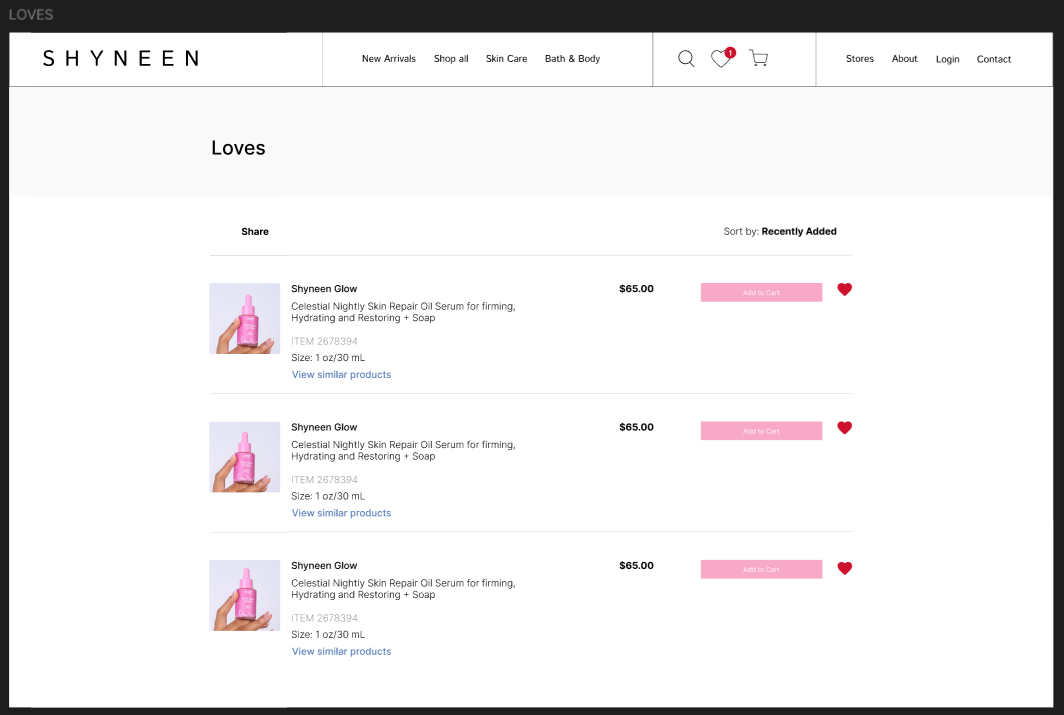 LOVES
SHYNEEN
New Arrivals Shop all Skin Care Bath & Body
1
Stores About Login Contact
Loves
Share
Sort by: Recently Added
Shyneen Glow
$65.00
Add to Cart
Celestial Nightly Skin Repair Oil Serum for firming,
Hydrating and Restoring + Soap
ITEM 2678394
Size: 1 oz/30 mL
View similar products
Shyneen Glow
$65.00
Add to Cart
Celestial Nightly Skin Repair Oil Serum for firming,
Hydrating and Restoring + Soap
ITEM 2678394
Size: 1 oz/30 mL
View similar products
Shyneen Glow
$65.00
Add to Cart
Celestial Nightly Skin Repair Oil Serum for firming,
Hydrating and Restoring + Soap
ITEM 2678394
Size: 1 oz/30 mL
View similar products